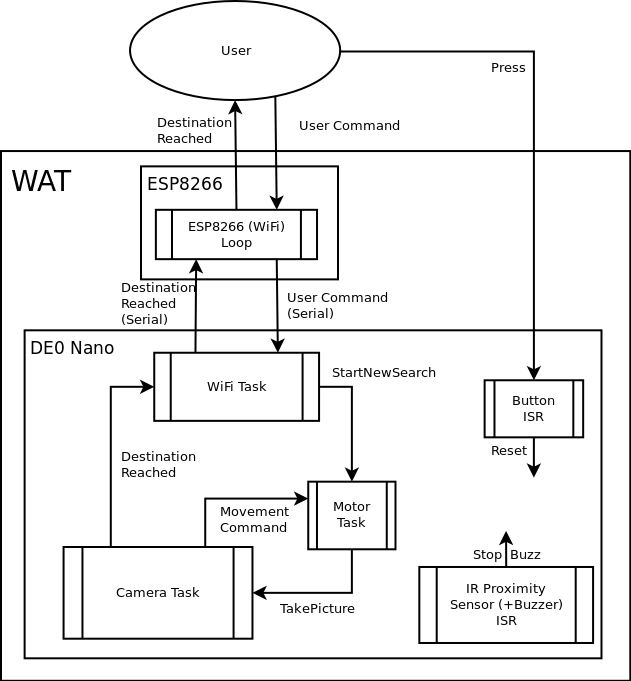 User
Press
Destination
Reached
User Command
WAT
ESP8266
ESP8266 (WiFi)
Loop
Destination
Reached
(Serial)
User Command
(Serial)
DE0 Nano
WiFi Task
StartNewSearch
Button
ISR
Reset
Destination
Reached
Movement
Command
Motor
Task
Stop Buzz
Camera Task
TakePicture
IR Proximity
Sensor (+Buzzer)
ISR